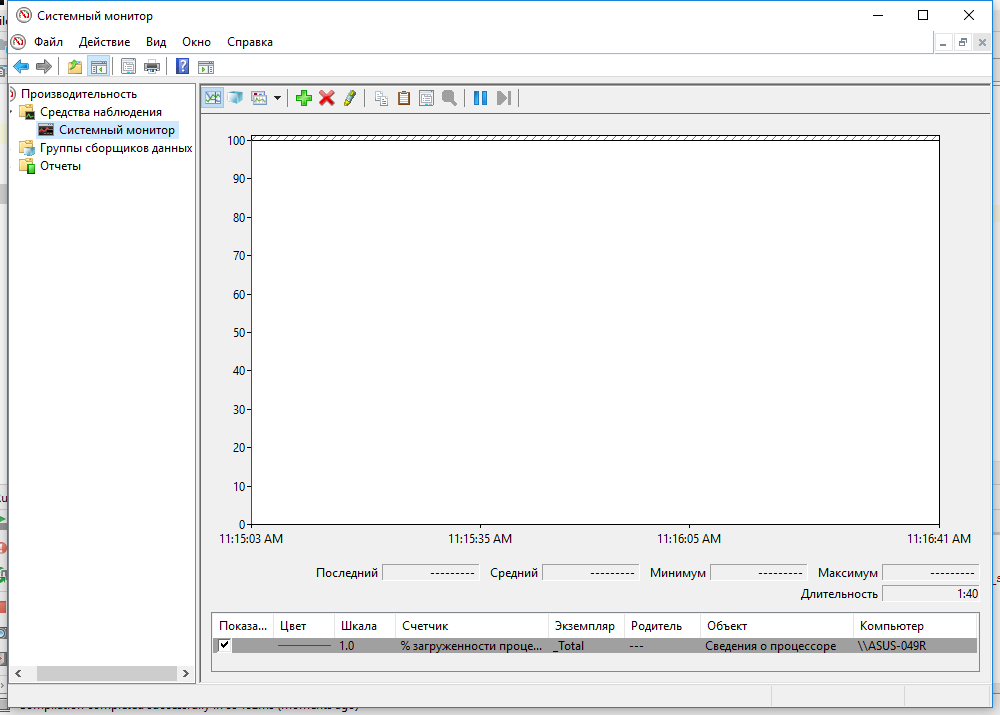 Системный монитор
Файл Действие Вид Окно Справка
Производительность
Средства наблюдения
Системный монитор
Группы сборщиков данных
Отчеты
100
90
80
70
60
50
40
30
20
10
0
11:15:03 AM 11:15:35 AM 11:16:05 AM 11:16:41 AM
Последний --------- Средний --------- Минимум --------- Максимум ---------
Длительность 1:40
Показа... Цвет Шкала Счетчик Экземпляр Родитель Объект Компьютер
1.0 % загруженности проце... _Total --- Сведения о процессоре \\ASUS-049R